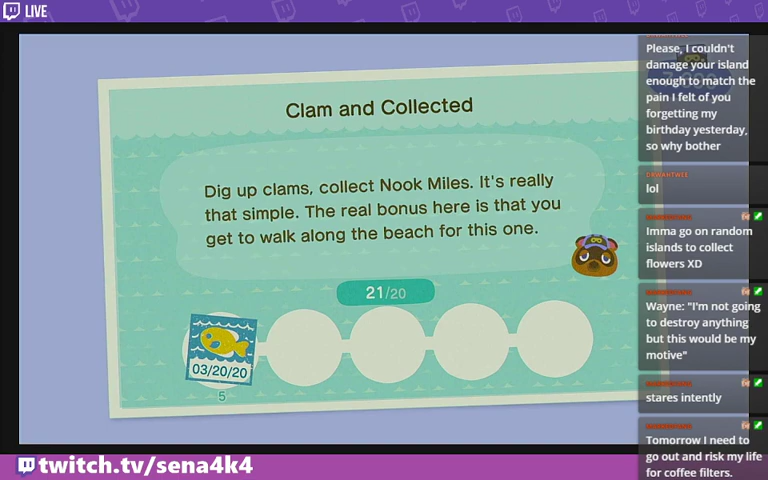 LIVE
Clam and Collected
Dig up clams, collect Nook Miles. It's really
that simple. The real bonus here is that you
get to walk along the beach for this one.
21/20
03/20/20
5
Please, I couldn't
damage your island
enough to match the
pain I felt of you
forgetting my
birthday yesterday,
so why bother
lol
Imma go on random
islands to collect
flowers XD
Wayne: "I'm not going
to destroy anything
but this would be my
motive"
stares intently
Tomorrow I need to
go out and risk my life
for coffee filters.
twitch.tv/sena4k4